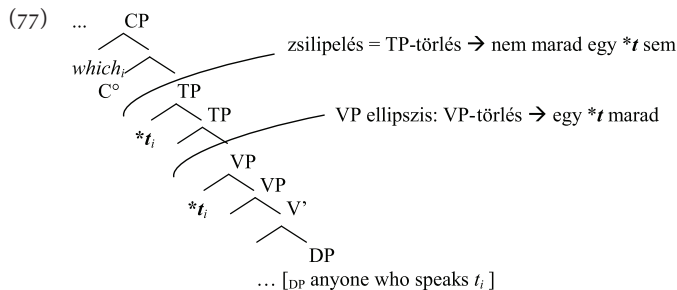 (77) ... CP
zsilipelés = TP-törlés → nem marad egy *t sem
whichᵢ
C° TP
TP VP ellipszis: VP-törlés → egy *t marad
*tᵢ
VP
VP
*tᵢ V’
DP
… [DP anyone who speaks tᵢ ]